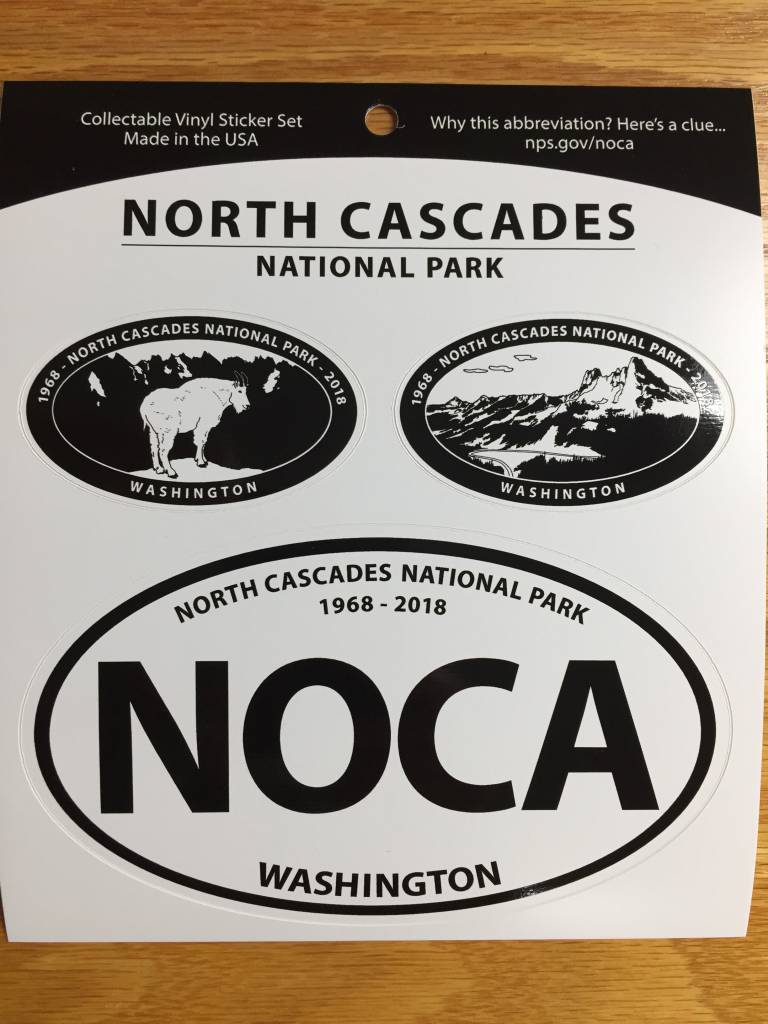 Collectable Vinyl Sticker Set
Made in the USA
Why this abbreviation? Here's a clue...
nps.gov/noca
NORTH CASCADES
NATIONAL PARK
1968 - NORTH CASCADES NATIONAL PARK - 2018
WASHINGTON
1968 - NORTH CASCADES NATIONAL PARK - 2018
WASHINGTON
NORTH CASCADES NATIONAL PARK
1968 - 2018
NOCA
WASHINGTON